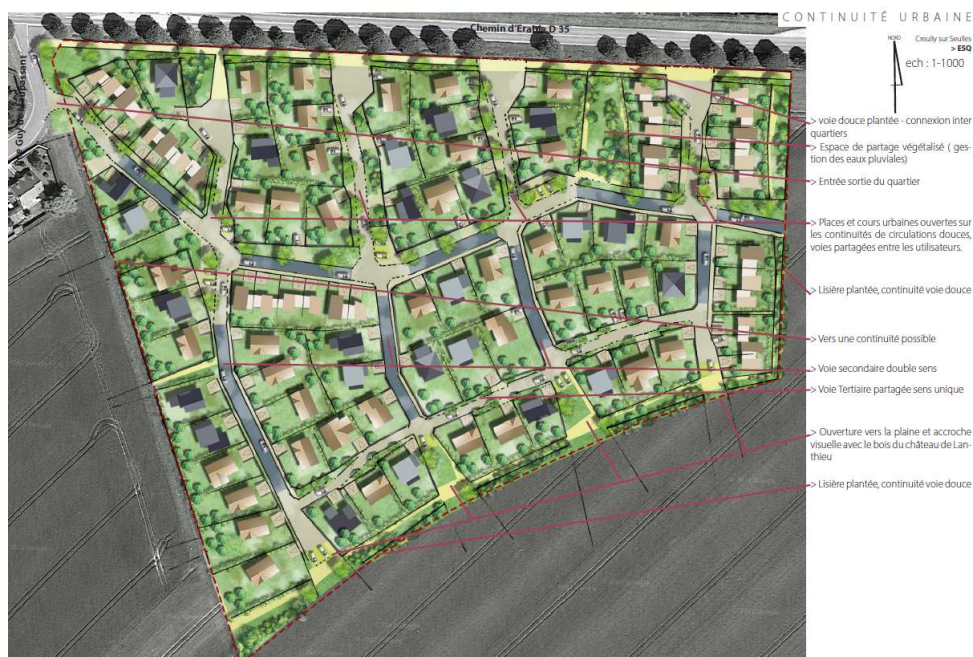 CONTINUITÉ URBAINE
NORD
Creully sur Seulles
> ESQ
ech : 1-1000
Chemin d'Erable D 35
Guy de Maupassant
> voie douce plantée - connexion inter
quartiers
> Espace de partage végétalisé ( ges-
tion des eaux pluviales)
> Entrée sortie du quartier
> Places et cours urbaines ouvertes sur
les continuités de circulations douces,
voies partagées entre les utilisateurs.
> Lisière plantée, continuité voie douce
> Vers une continuité possible
> Voie secondaire double sens
> Voie Tertiaire partagée sens unique
> Ouverture vers la plaine et accroche
visuelle avec le bois du château de Lan-
thieu
> Lisière plantée, continuité voie douce